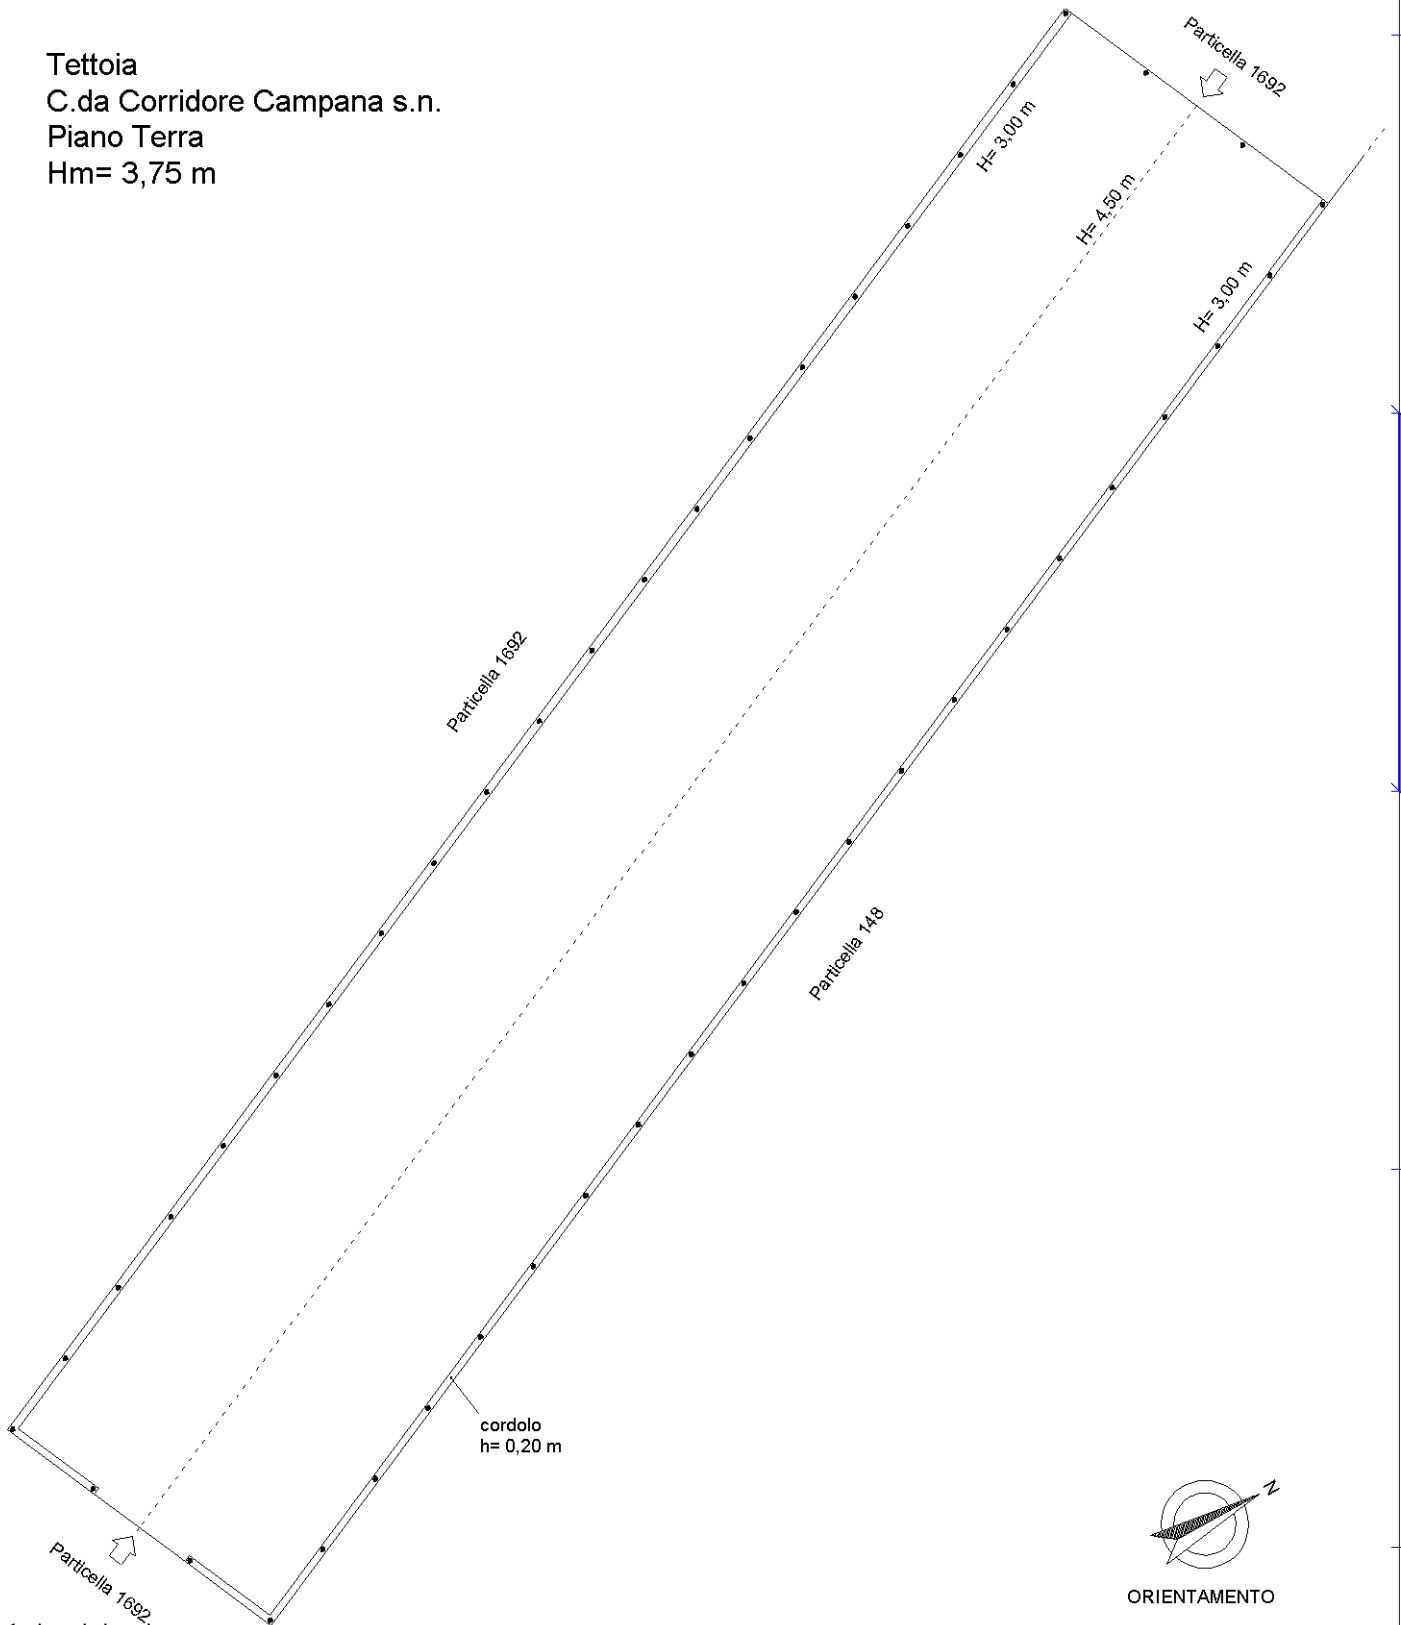 Tettoia
C.da Corridore Campana s.n.
Piano Terra
Hm= 3,75 m
Particella 1692
H= 3,00 m
H= 4,50 m
H= 3,00 m
Particella 1692
Particella 148
cordolo
h= 0,20 m
Particella 1692
N
ORIENTAMENTO